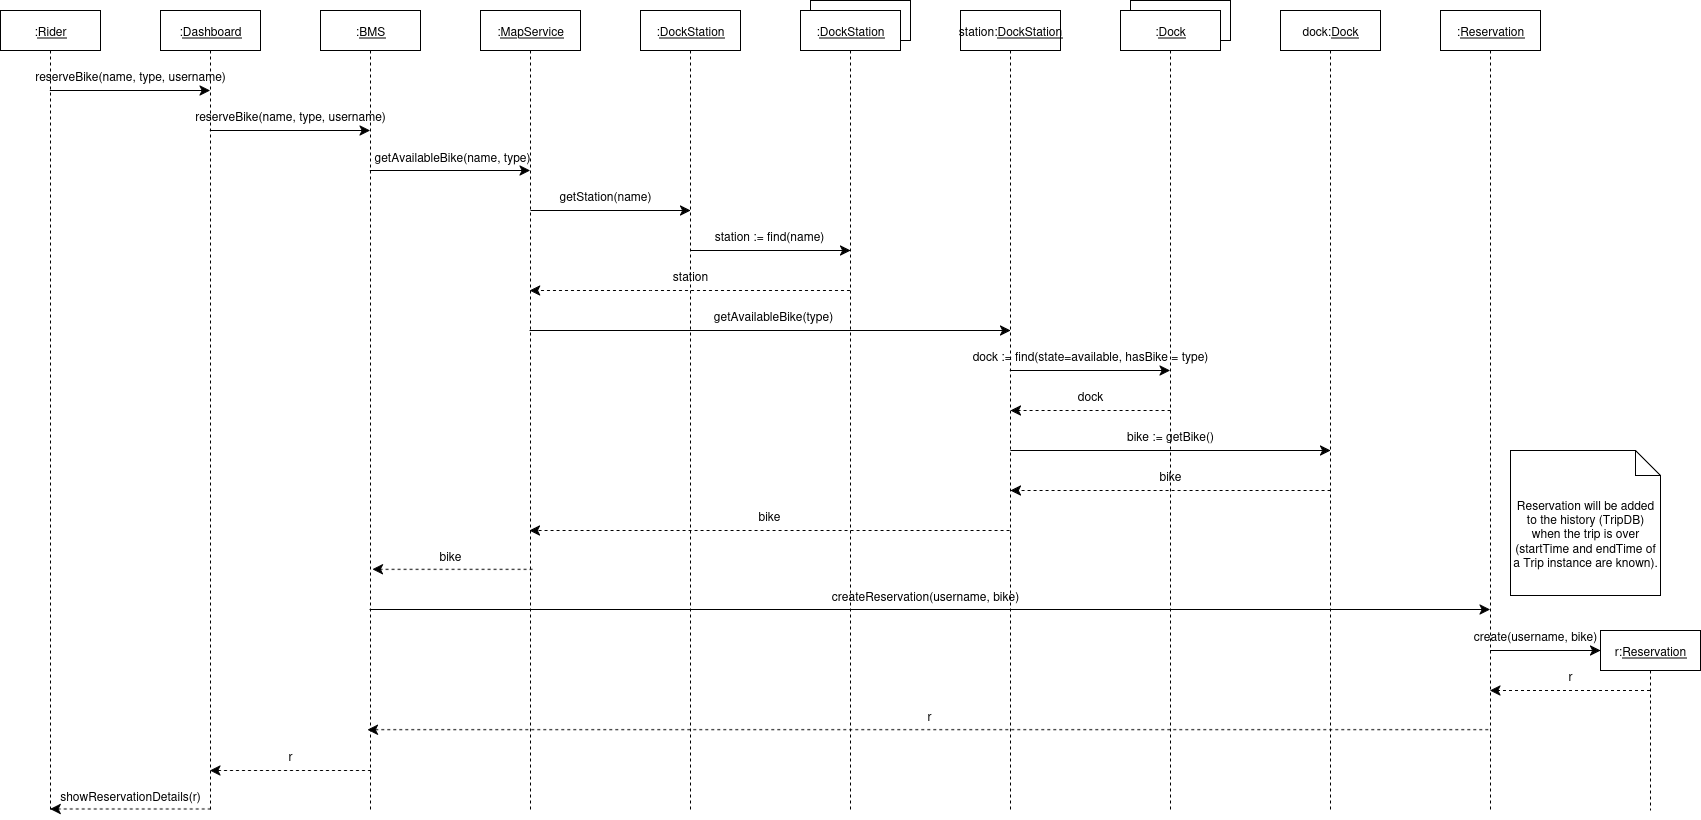 :Rider
:Dashboard
:BMS
:MapService
:DockStation
:DockStation
station:DockStation
:Dock
dock:Dock
:Reservation
reserveBike(name, type, username)
reserveBike(name, type, username)
getAvailableBike(name, type)
getStation(name)
station := find(name)
station
getAvailableBike(type)
dock := find(state=available, hasBike = type)
dock
bike := getBike()
bike
bike
bike
Reservation will be added
to the history (TripDB)
when the trip is over
(startTime and endTime of
a Trip instance are known).
createReservation(username, bike)
create(username, bike)
r:Reservation
r
r
r
showReservationDetails(r)